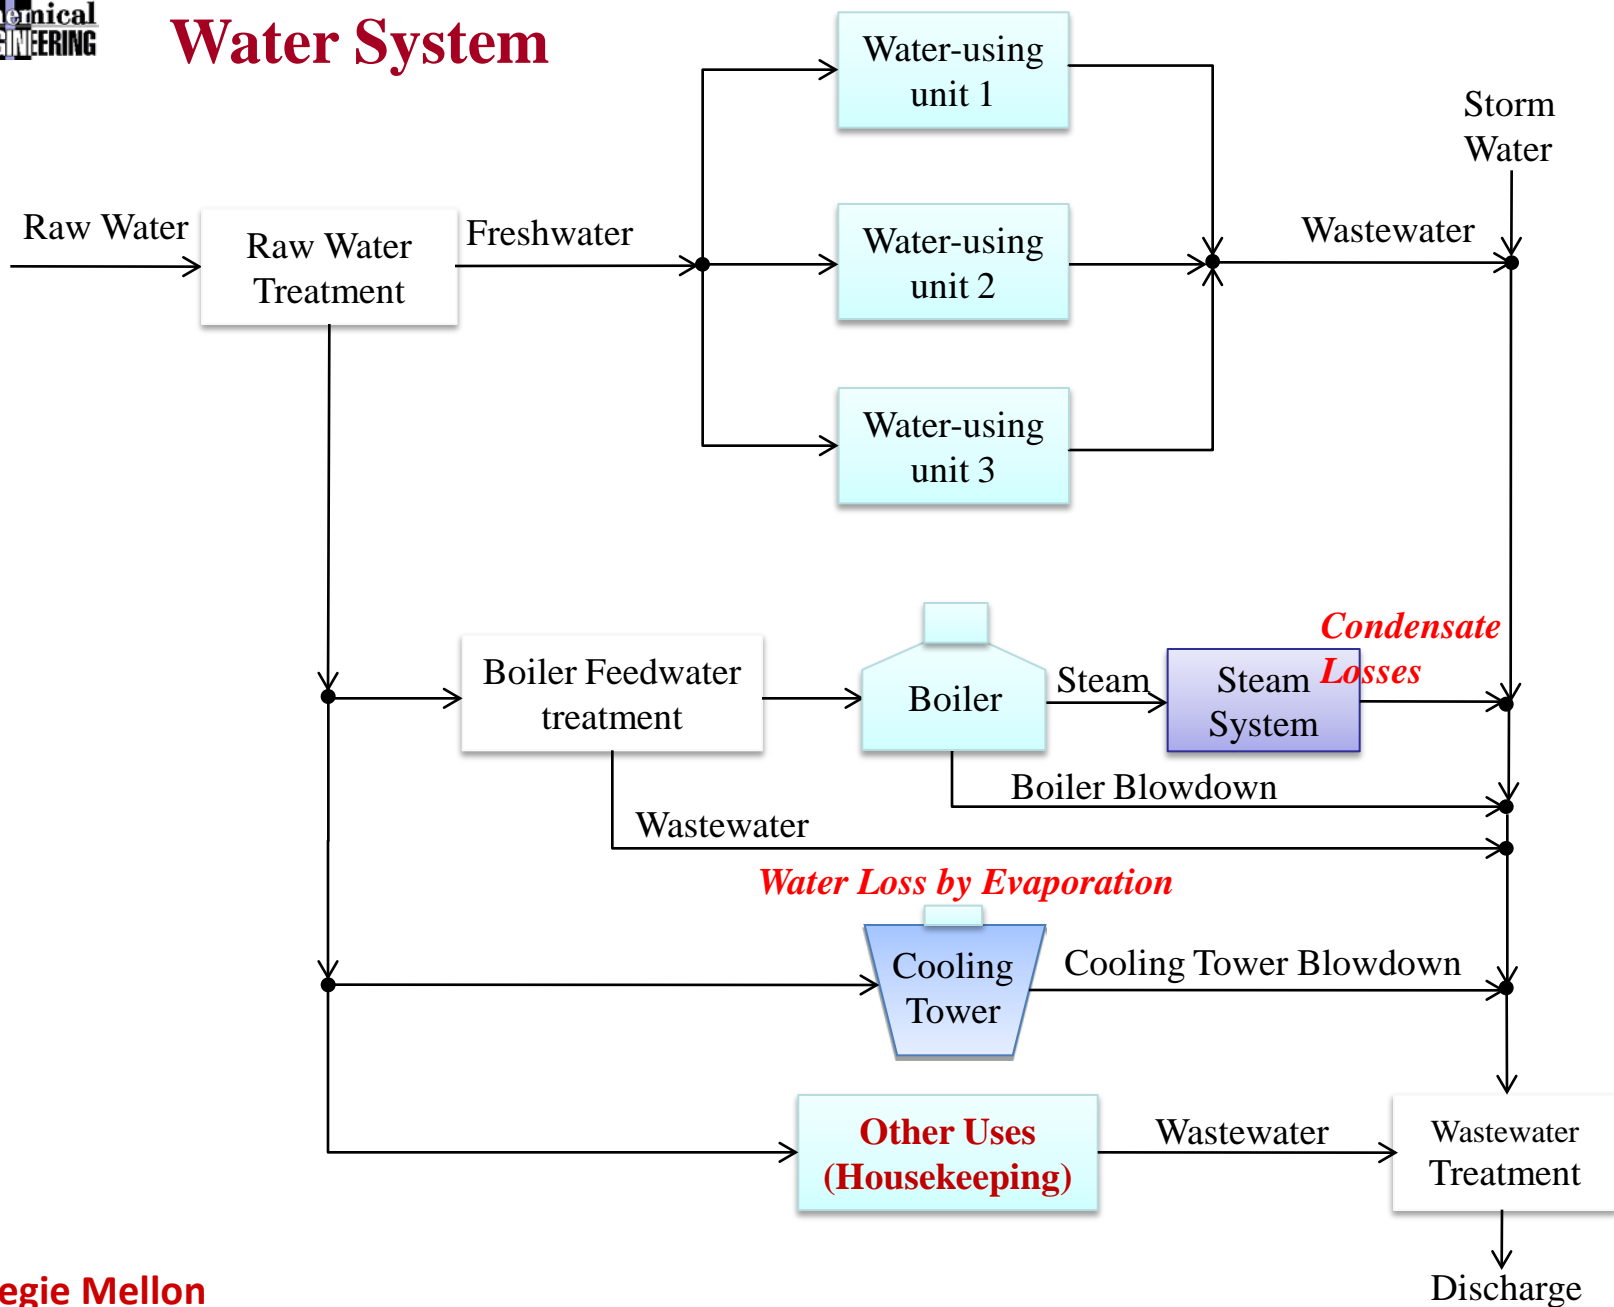 Water System
Water-using
unit 1
Storm
Water
Raw Water
Raw Water
Treatment
Freshwater
Water-using
unit 2
Wastewater
Water-using
unit 3
Condensate
Losses
Boiler Feedwater
treatment
Boiler
Steam
Steam
System
Boiler Blowdown
Wastewater
Water Loss by Evaporation
Cooling
Tower
Cooling Tower Blowdown
Other Uses
(Housekeeping)
Wastewater
Wastewater
Treatment
Discharge
Mellon